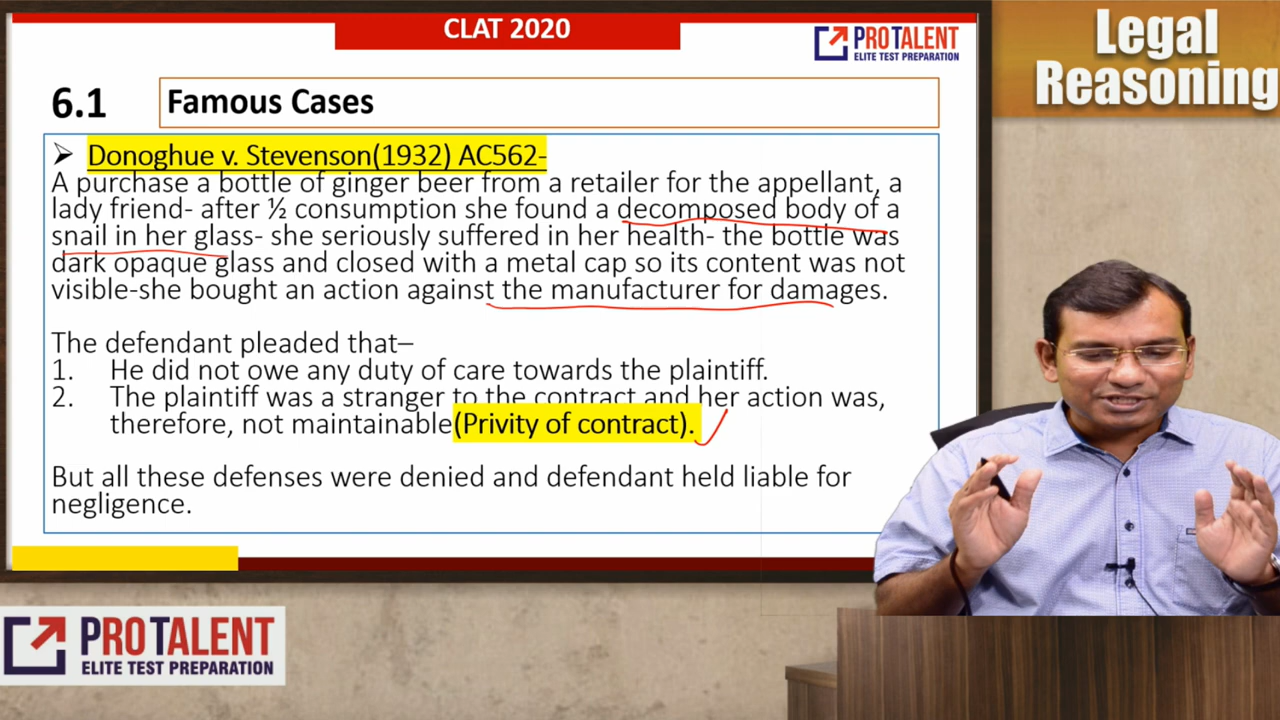 CLAT 2020
PROTALENT
ELITE TEST PREPARATION
Legal
Reasoning
6.1
Famous Cases
➢ Donoghue v. Stevenson(1932) AC562-
A purchase a bottle of ginger beer from a retailer for the appellant, a
lady friend- after ½ consumption she found a decomposed body of a
snail in her glass- she seriously suffered in her health- the bottle was
dark opaque glass and closed with a metal cap so its content was not
visible-she bought an action against the manufacturer for damages.
The defendant pleaded that–
1. He did not owe any duty of care towards the plaintiff.
2. The plaintiff was a stranger to the contract and her action was,
therefore, not maintainable(Privity of contract).
But all these defenses were denied and defendant held liable for
negligence.
PROTALENT
ELITE TEST PREPARATION